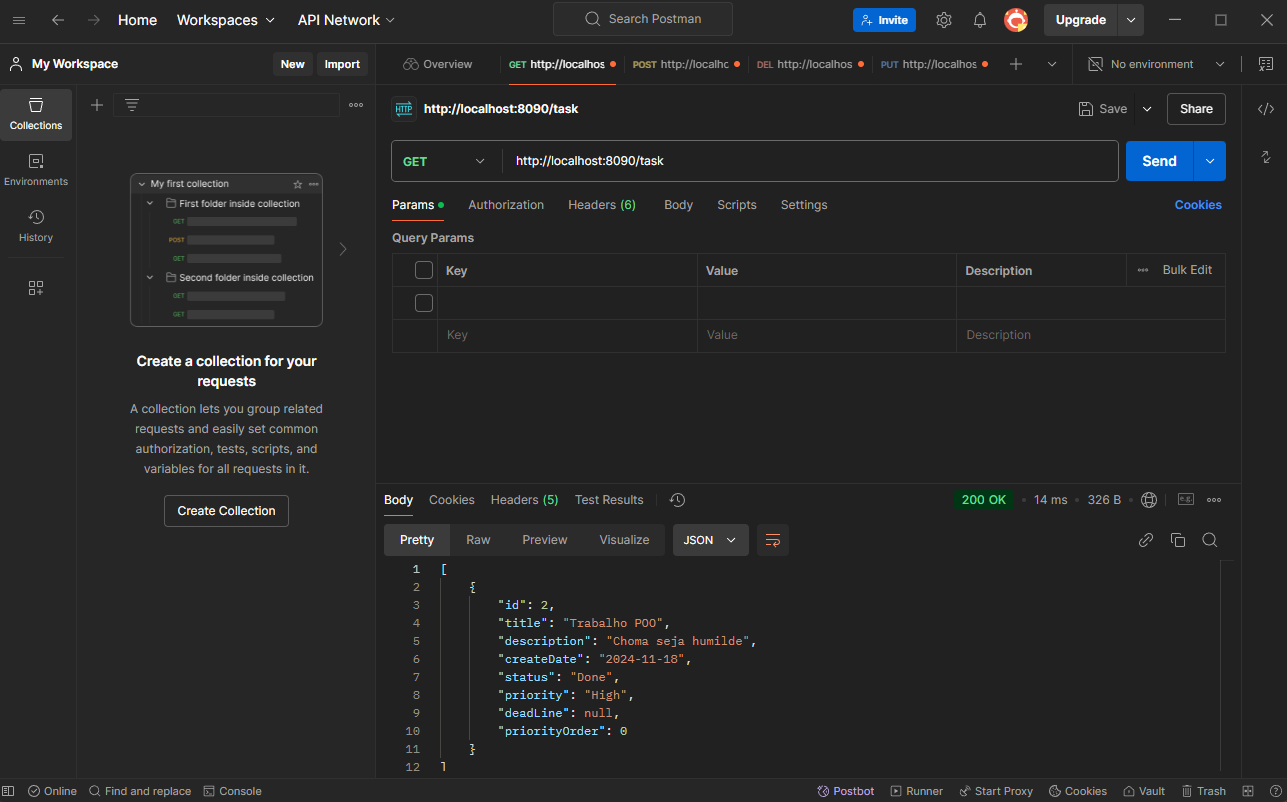 Home Workspaces API Network Search Postman Invite Upgrade
My Workspace New Import Overview GET http://localhos POST http://localhc DEL http://localhos PUT http://localhos No environment
Collections
Environments
History
My first collection
First folder inside collection
GET
POST
GET
Second folder inside collection
GET
GET
Create a collection for your
requests
A collection lets you group related
requests and easily set common
authorization, tests, scripts, and
variables for all requests in it.
Create Collection
HTTP http://localhost:8090/task Save Share
GET http://localhost:8090/task Send
Params Authorization Headers (6) Body Scripts Settings Cookies
Query Params
Key Value Description Bulk Edit
Key Value Description
Body Cookies Headers (5) Test Results 200 OK 14 ms 326 B e.g.
Pretty Raw Preview Visualize JSON
1 [
2 {
3 "id": 2,
4 "title": "Trabalho POO",
5 "description": "Choma seja humilde",
6 "createDate": "2024-11-18",
7 "status": "Done",
8 "priority": "High",
9 "deadLine": null,
10 "priorityOrder": 0
11 }
12 ]
Online Find and replace Console Postbot Runner Start Proxy Cookies Vault Trash